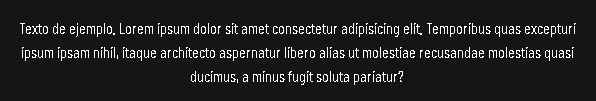 Texto de ejemplo. Lorem ipsum dolor sit amet consectetur adipisicing elit. Temporibus quas excepturi
ipsum ipsam nihil, itaque architecto aspernatur libero alias ut molestiae recusandae molestias quasi
ducimus, a minus fugit soluta pariatur?